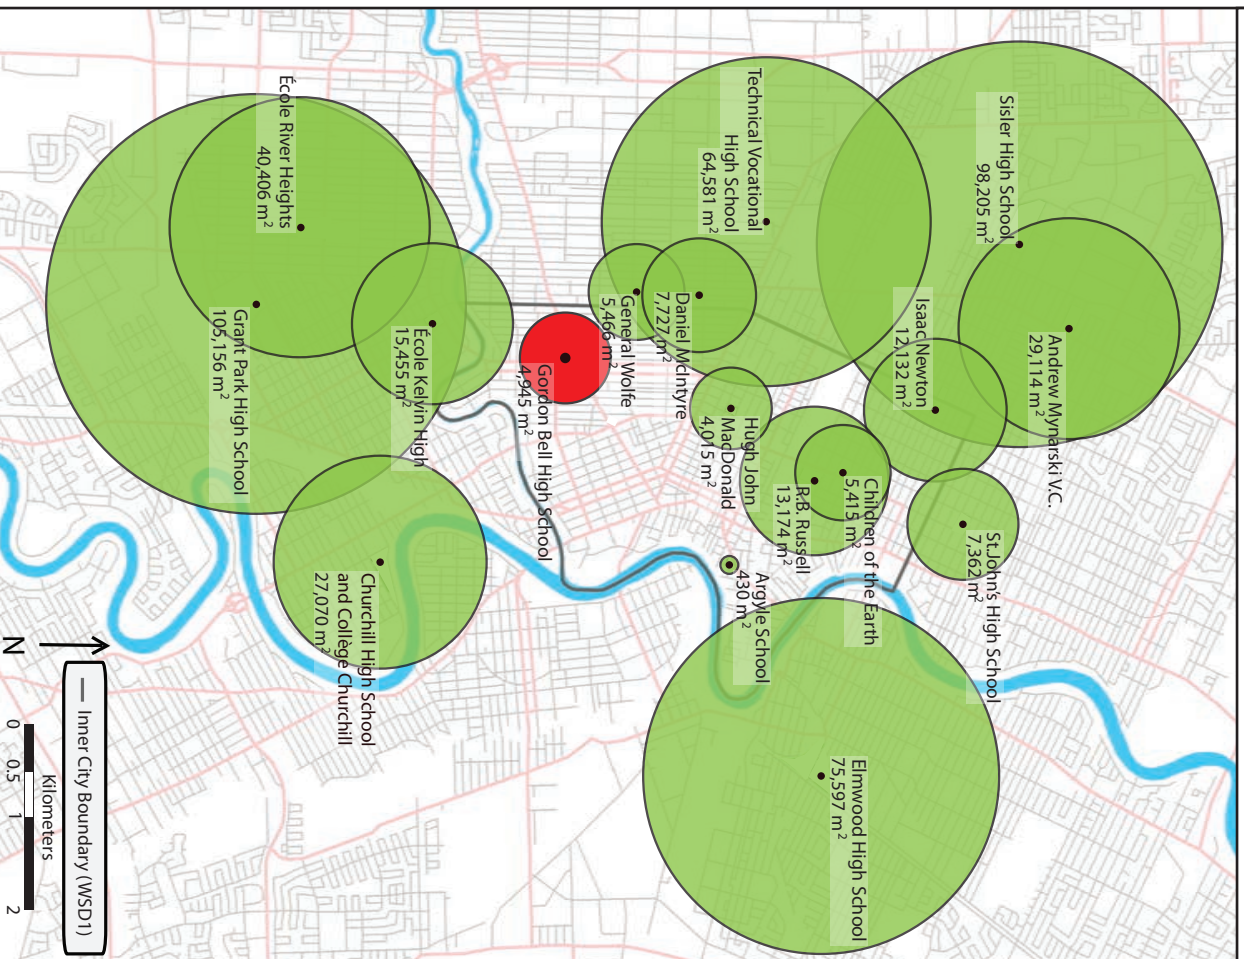 Sisler High School
98,205 m²
Andrew Mynarski V.C.
29,114 m²
Isaac Newton
12,132 m²
St.John's High School
7,362 m²
Technical Vocational
High School
64,581 m²
Daniel McIntyre
7,727 m²
General Wolfe
5,466 m²
Hugh John
MacDonald
4,015 m²
Children of the Earth
5,415 m²
R.B. Russell
13,174 m²
Argyle School
430 m²
Elmwood High School
75,597 m²
Gordon Bell High School
4,945 m²
École Kelvin High
15,455 m²
École River Heights
40,406 m²
Grant Park High School
105,156 m²
Churchill High School
and Collège Churchill
27,070 m²
N
Inner City Boundary (WSD1)
0 0.5 1 2
Kilometers